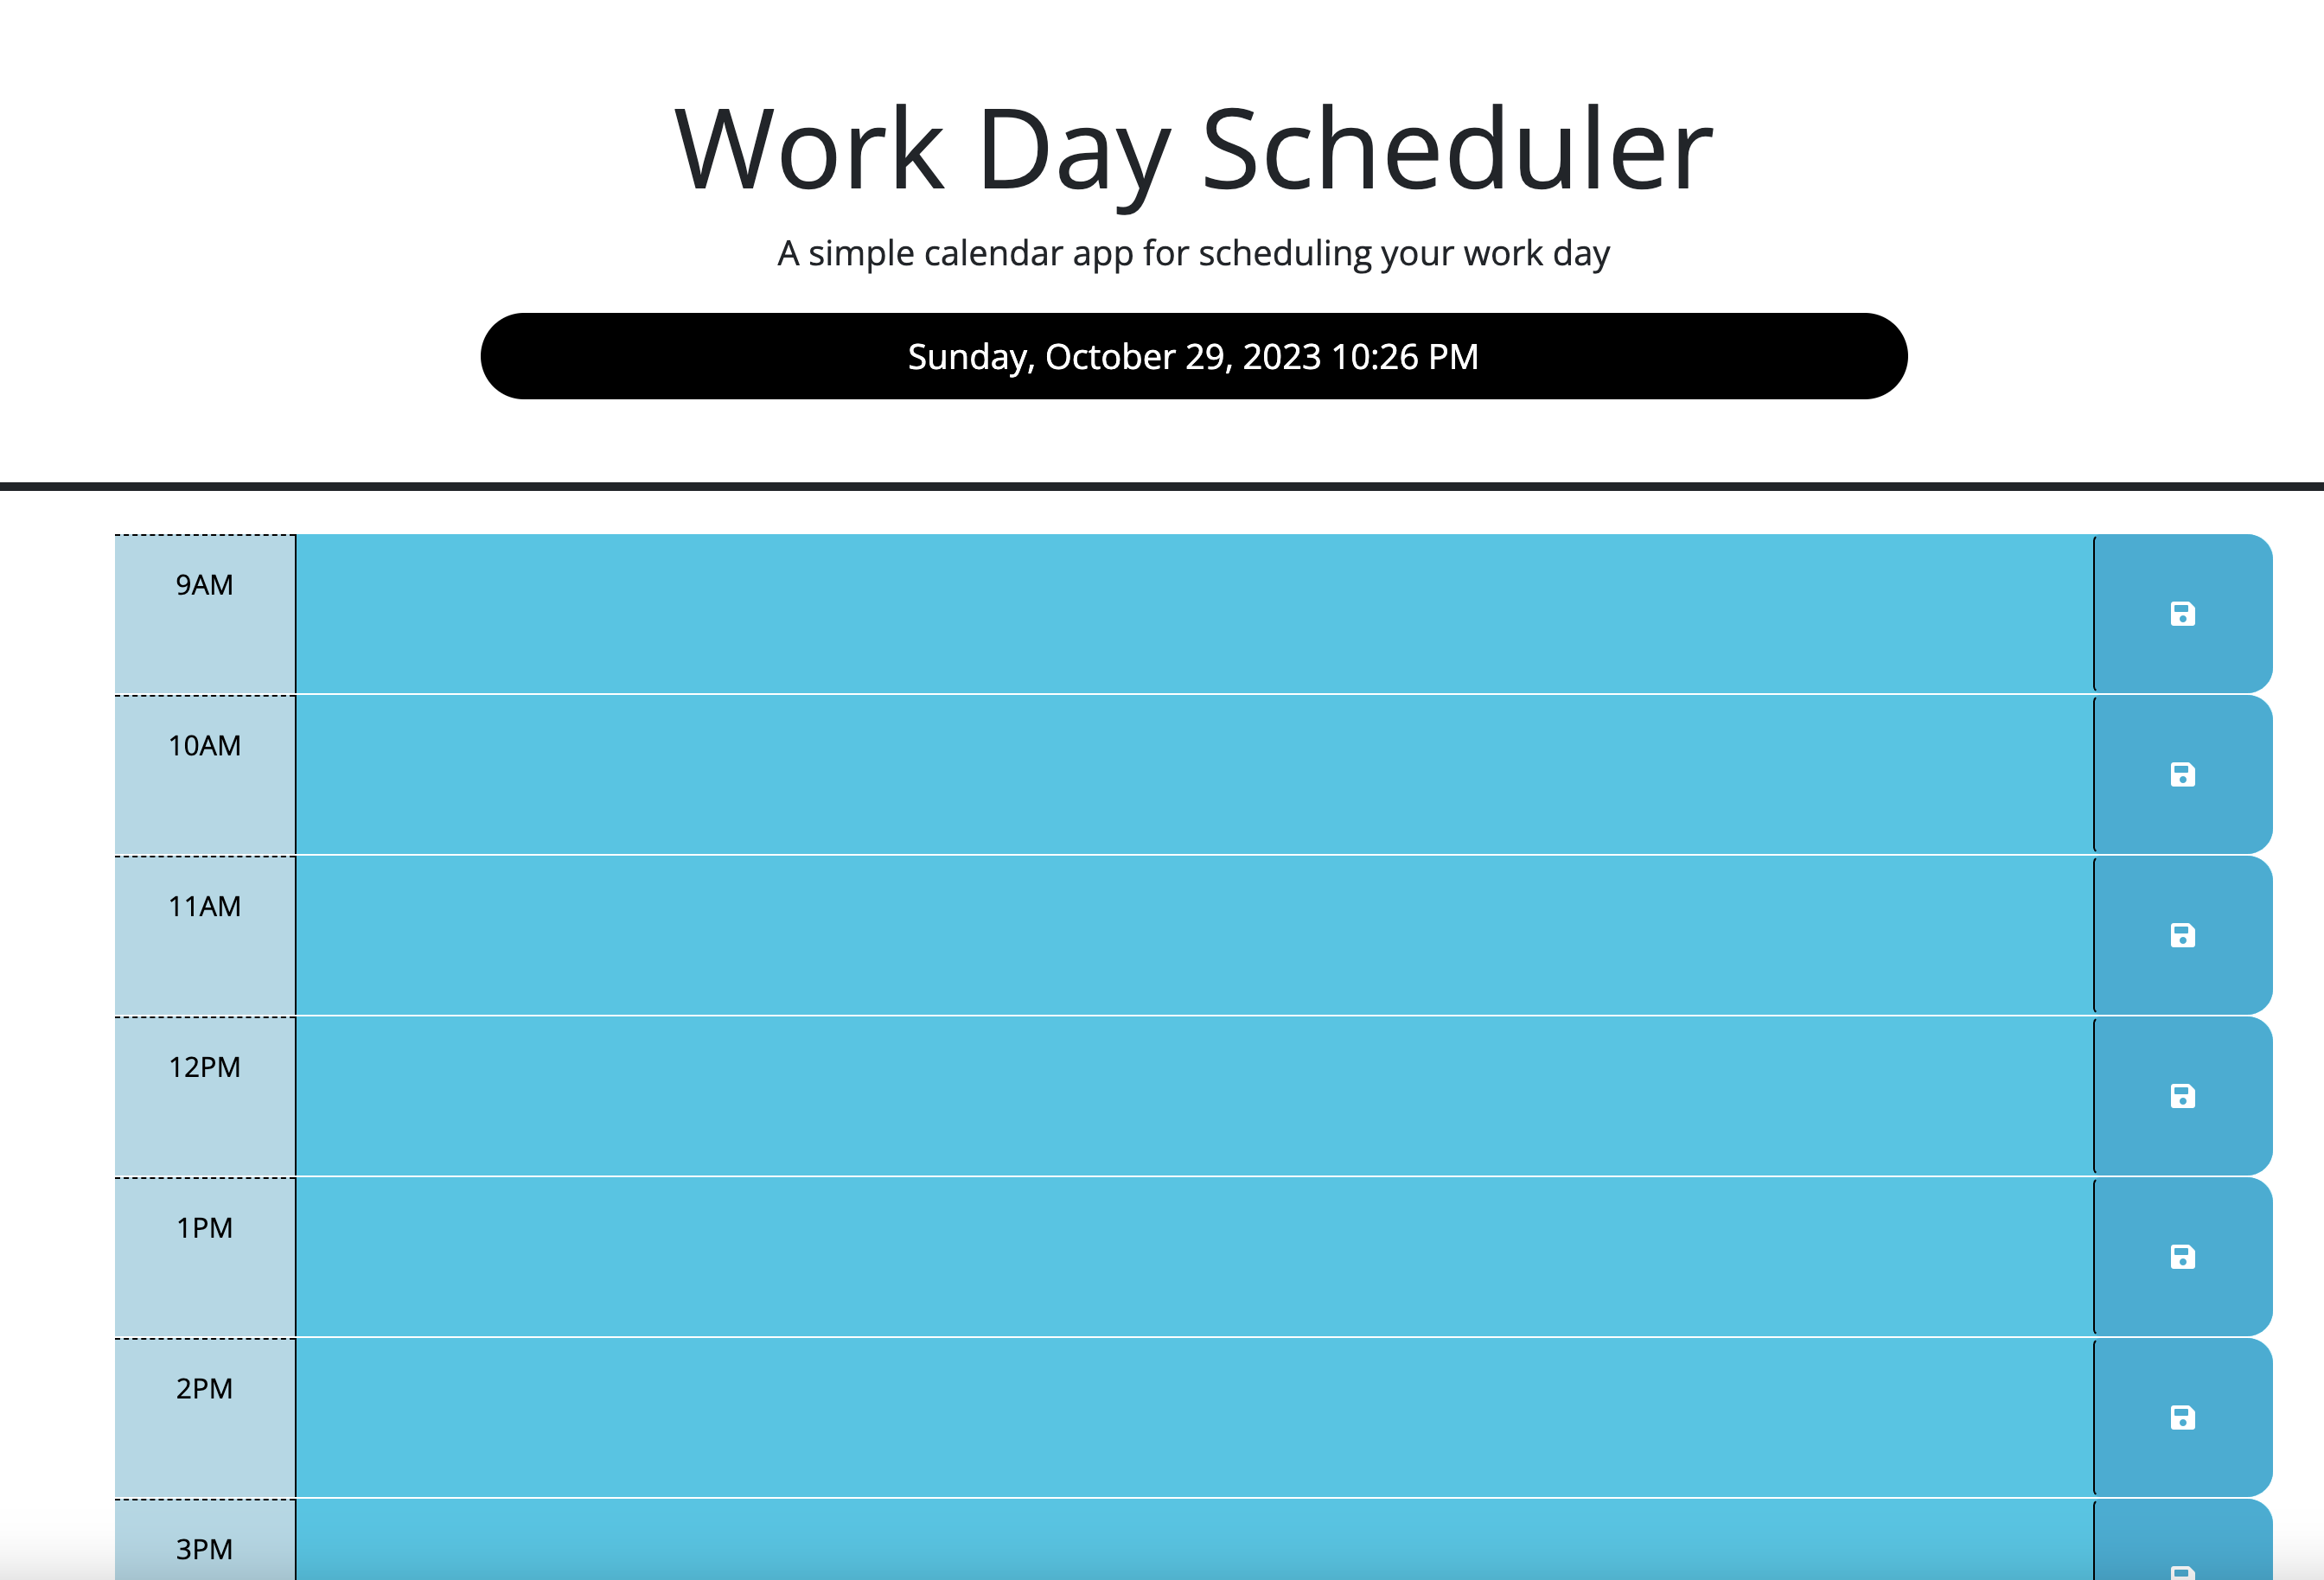 Work Day Scheduler
A simple calendar app for scheduling your work day
Sunday, October 29, 2023 10:26 PM
9AM
10AM
11AM
12PM
1PM
2PM
3PM